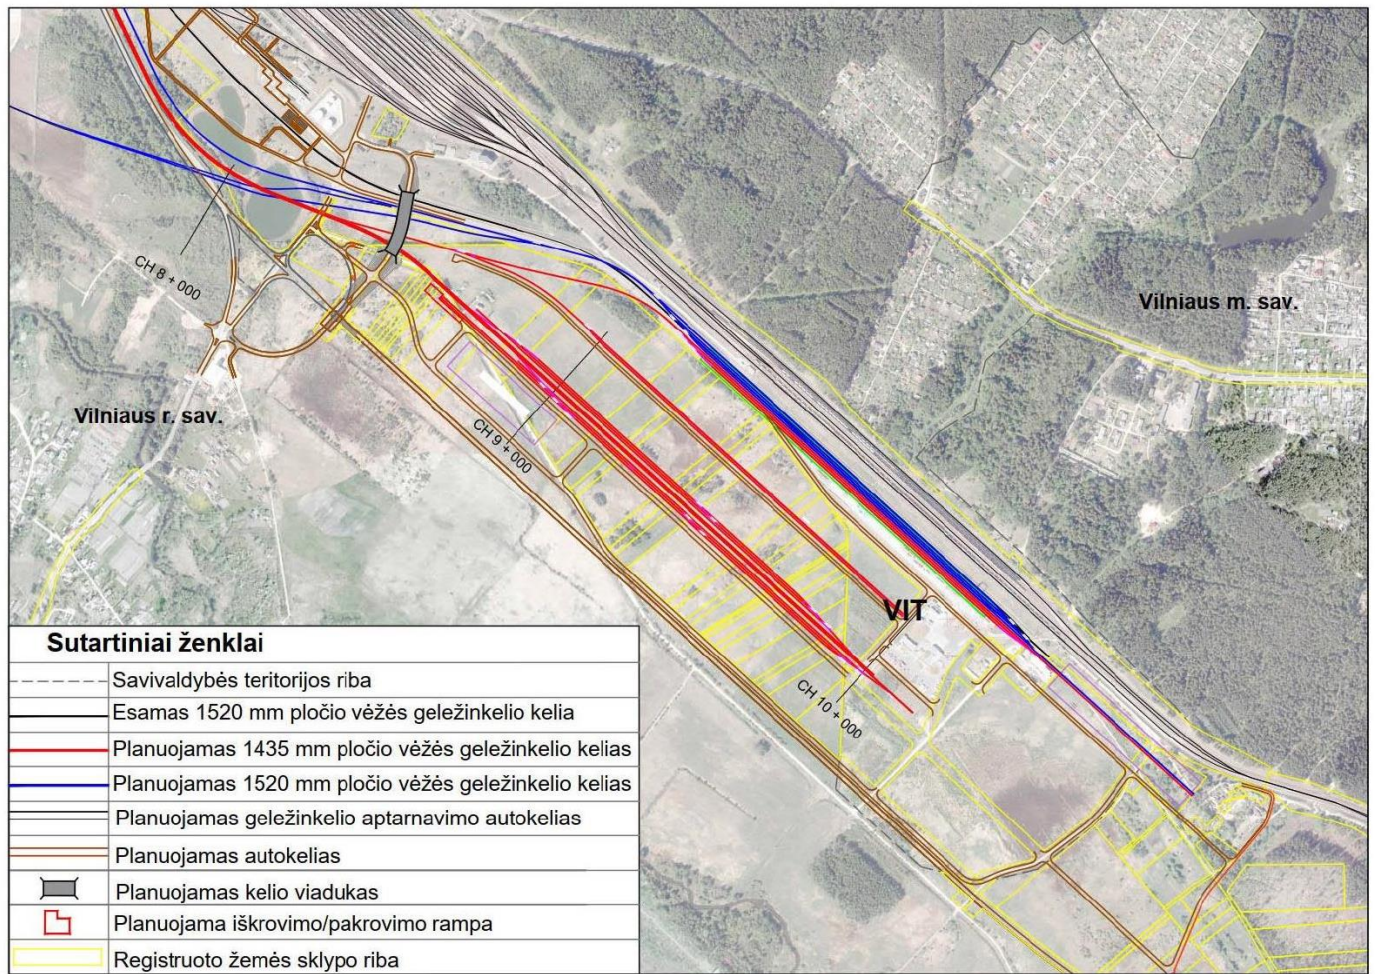 CH 8 + 000
Vilniaus m. sav.
Vilniaus r. sav.
CH 9 + 000
VIT
CH 10 + 000
Sutartiniai ženklai
Savivaldybės teritorijos riba
Esamas 1520 mm pločio vėžės geležinkelio kelia
Planuojamas 1435 mm pločio vėžės geležinkelio kelias
Planuojamas 1520 mm pločio vėžės geležinkelio kelias
Planuojamas geležinkelio aptarnavimo autokelias
Planuojamas autokelias
Planuojamas kelio viadukas
Planuojama iškrovimo/pakrovimo rampa
Registruoto žemės sklypo riba